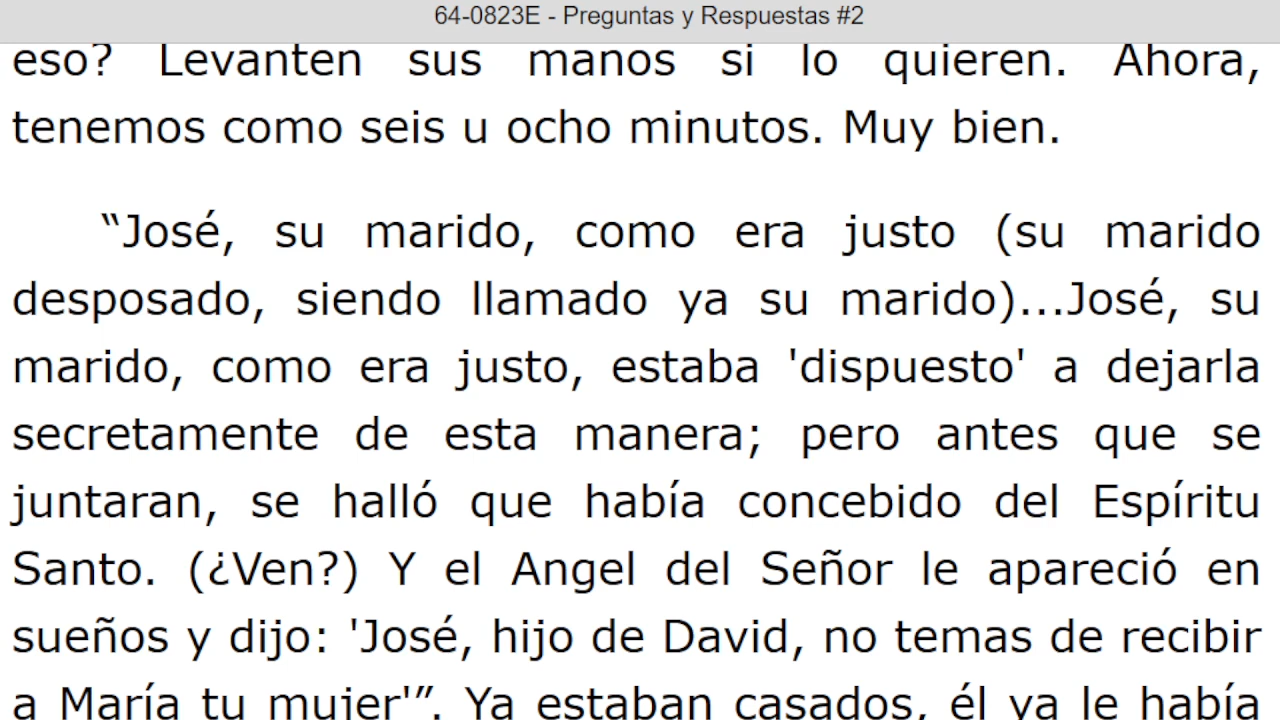 64-0823E - Preguntas y Respuestas #2
eso? Levanten sus manos si lo quieren. Ahora,
tenemos como seis u ocho minutos. Muy bien.
“José, su marido, como era justo (su marido
desposado, siendo llamado ya su marido)...José, su
marido, como era justo, estaba 'dispuesto' a dejarla
secretamente de esta manera; pero antes que se
juntaran, se halló que había concebido del Espíritu
Santo. (¿Ven?) Y el Angel del Señor le apareció en
sueños y dijo: 'José, hijo de David, no temas de recibir
a María tu mujer'”. Ya estaban casados, él ya le había